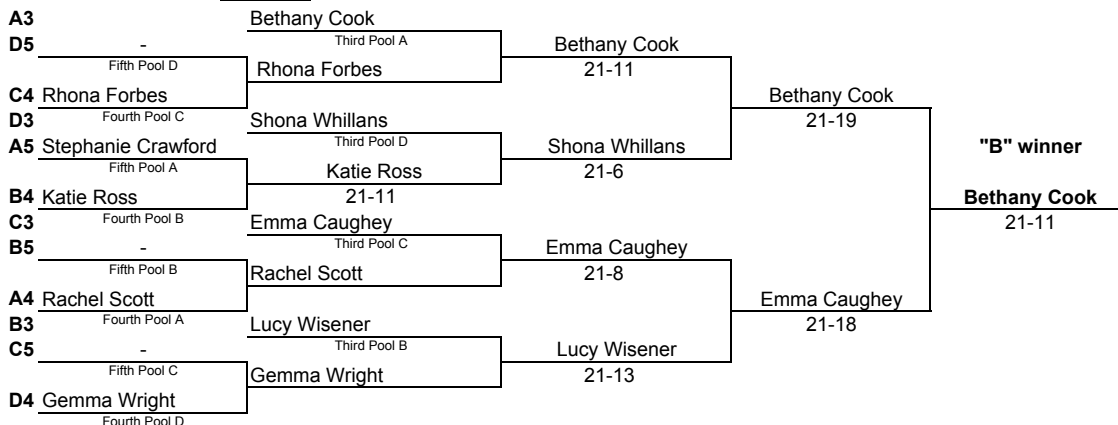 A3 Bethany Cook
D5 - Third Pool A Bethany Cook
Fifth Pool D Rhona Forbes 21-11
C4 Rhona Forbes Bethany Cook
D3 Fourth Pool C Shona Whillans 21-19
A5 Stephanie Crawford Third Pool D Shona Whillans "B" winner
Fifth Pool A Katie Ross 21-6
B4 Katie Ross 21-11 Bethany Cook
C3 Fourth Pool B Emma Caughey 21-11
B5 - Third Pool C Emma Caughey
Fifth Pool B Rachel Scott 21-8
A4 Rachel Scott Emma Caughey
B3 Fourth Pool A Lucy Wisener 21-18
C5 - Third Pool B Lucy Wisener
Fifth Pool C Gemma Wright 21-13
D4 Gemma Wright
Fourth Pool D